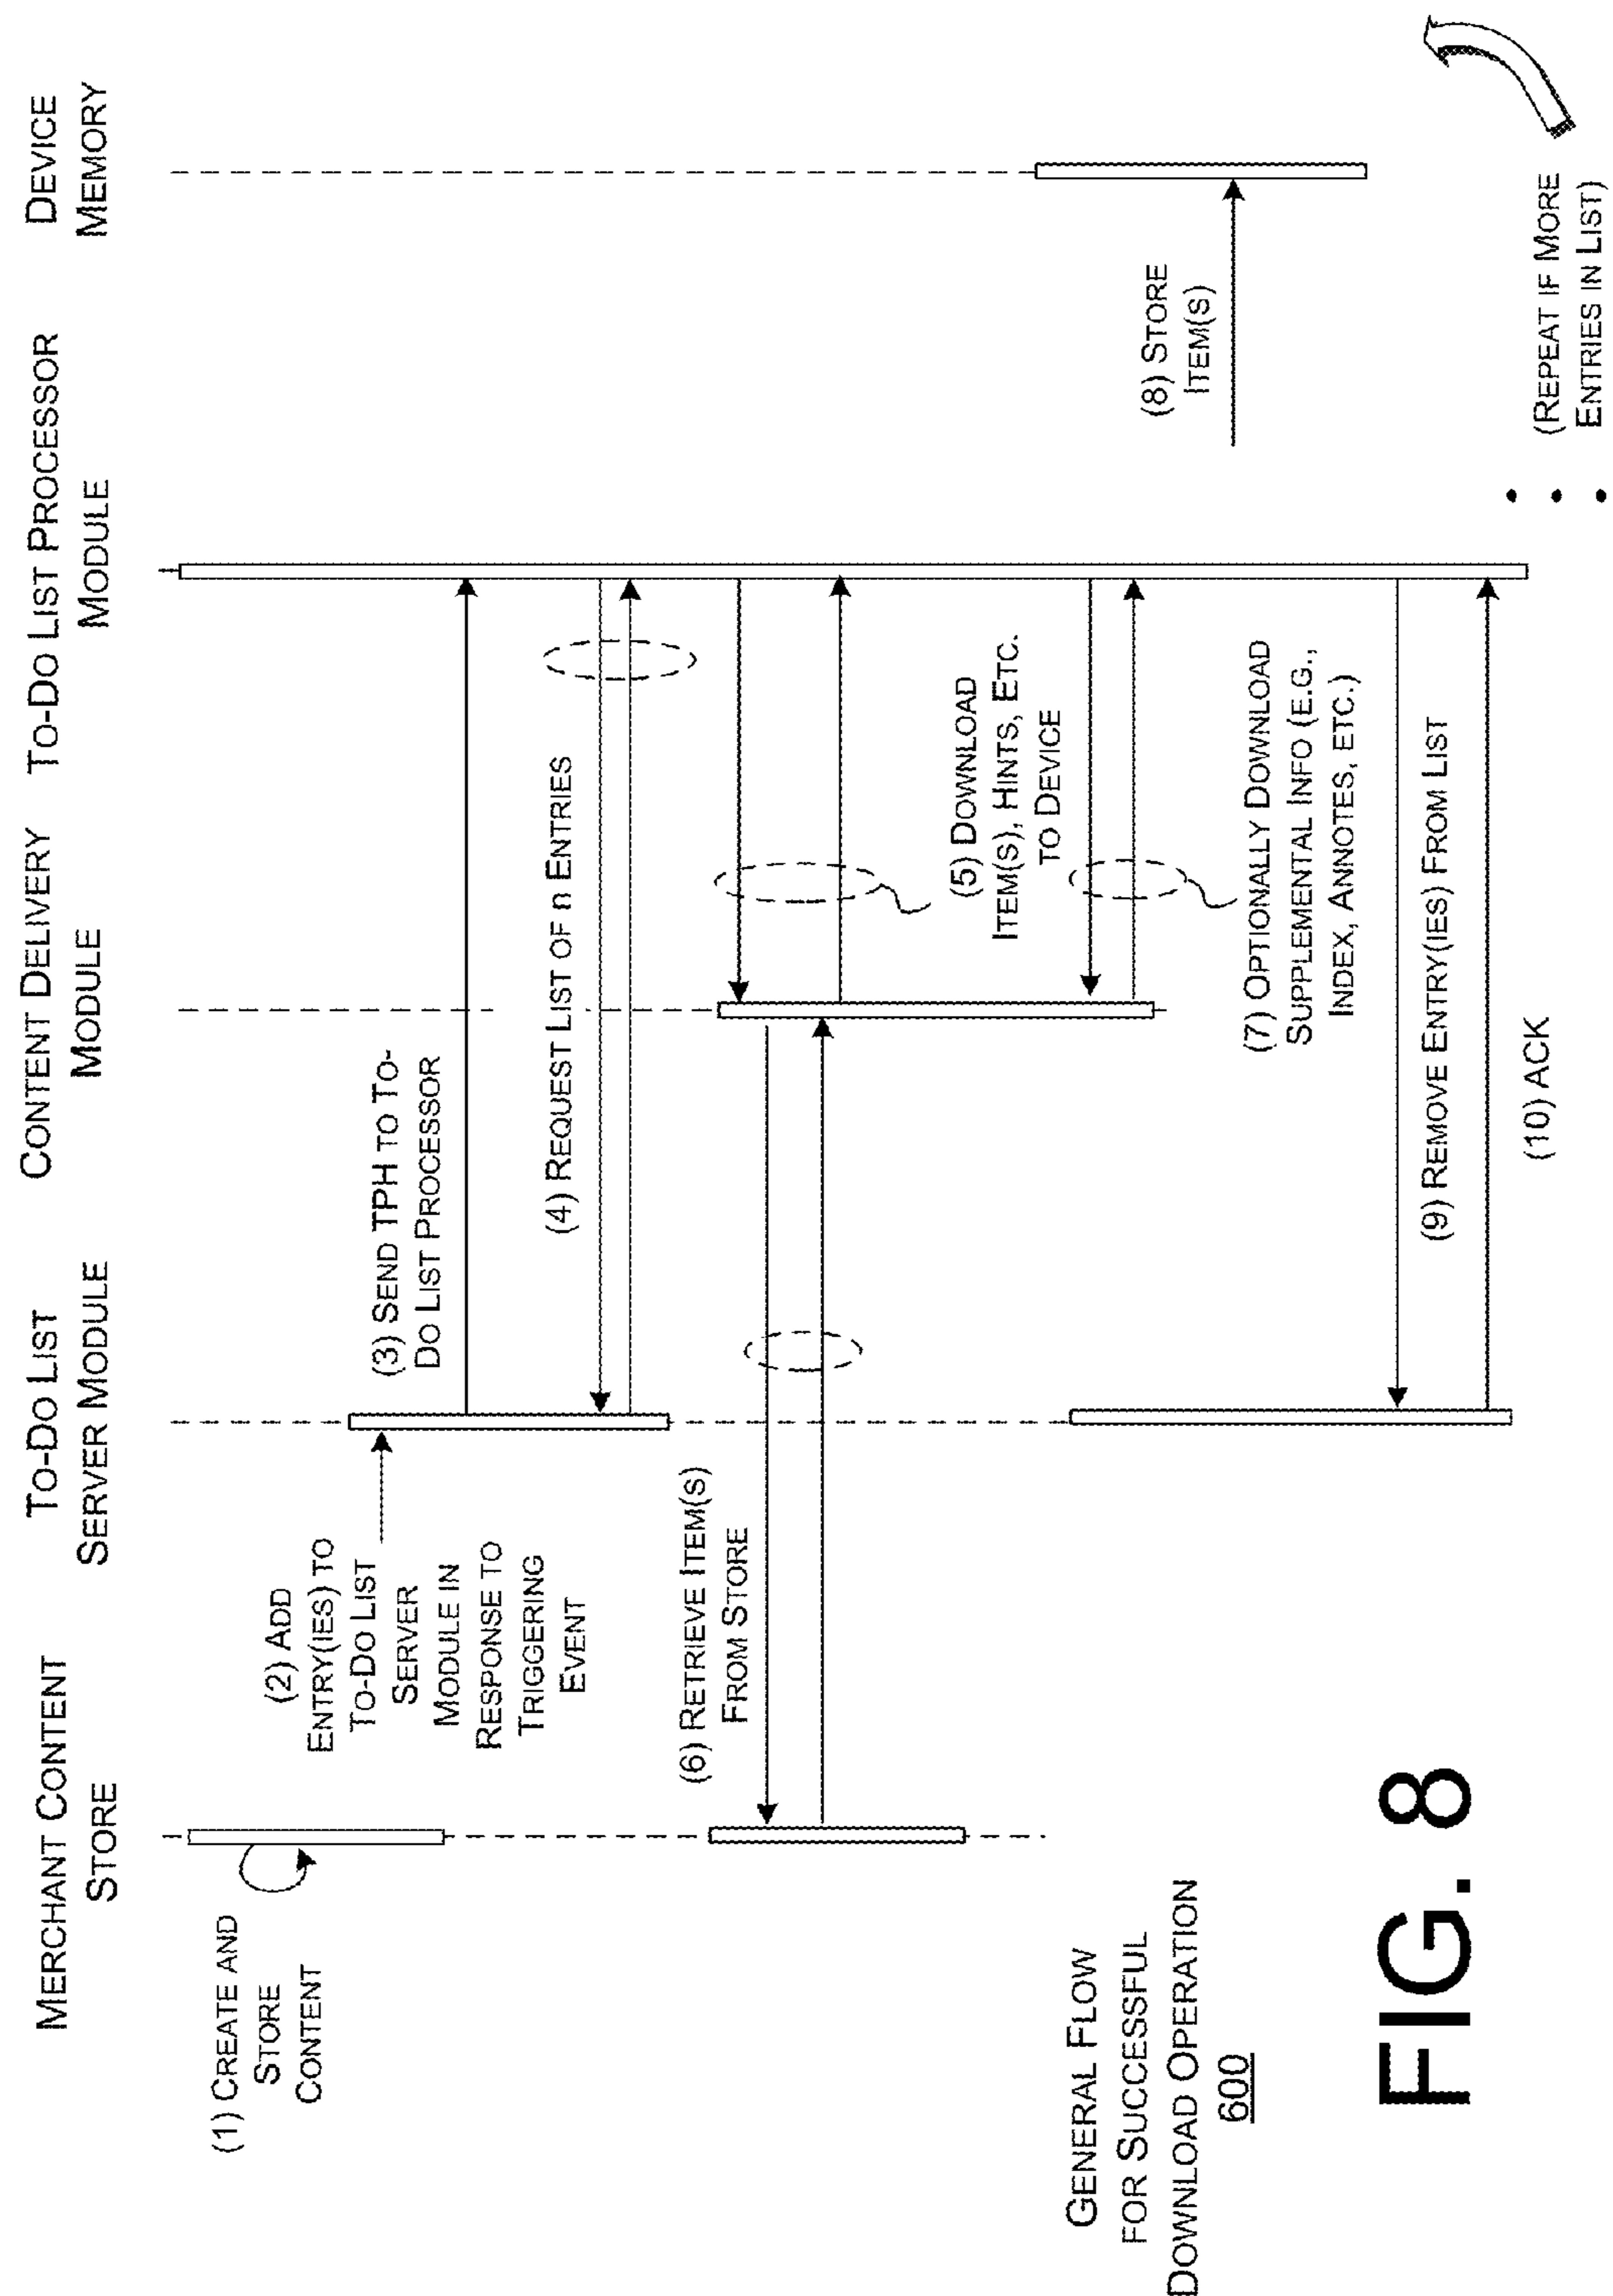 MERCHANT CONTENT
STORE
TO-DO LIST
SERVER MODULE
CONTENT DELIVERY
MODULE
TO-DO LIST PROCESSOR
MODULE
DEVICE
MEMORY
(1) CREATE AND
STORE
CONTENT
(2) ADD
ENTRY(IES) TO
TO-DO LIST
SERVER
MODULE IN
RESPONSE TO
TRIGGERING
EVENT
(3) SEND TPH TO TO-
DO LIST PROCESSOR
(4) REQUEST LIST OF n ENTRIES
(6) RETRIEVE ITEM(S)
FROM STORE
(5) DOWNLOAD
ITEM(S), HINTS, ETC.
TO DEVICE
(7) OPTIONALLY DOWNLOAD
SUPPLEMENTAL INFO (E.G.,
INDEX, ANNOTES, ETC.)
(8) STORE
ITEM(S)
(9) REMOVE ENTRY(IES) FROM LIST
(10) ACK
(REPEAT IF MORE
ENTRIES IN LIST)
GENERAL FLOW
FOR SUCCESSFUL
DOWNLOAD OPERATION
600
FIG. 8